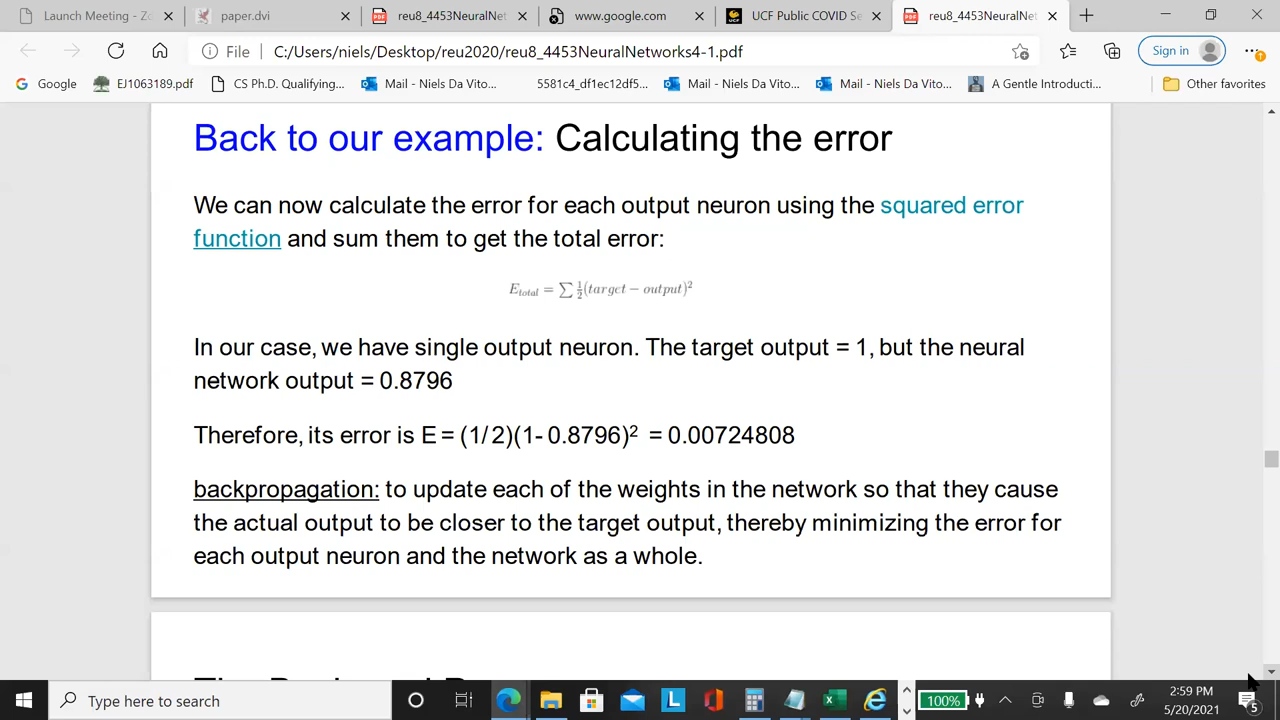 Launch Meeting - Zo
paper.dvi
reu8_4453NeuralNet
www.google.com
UCF Public COVID Se
reu8_4453NeuralNet
File C:/Users/niels/Desktop/reu2020/reu8_4453NeuralNetworks4-1.pdf
Sign in
Google EJ1063189.pdf CS Ph.D. Qualifying... Mail - Niels Da Vito... 5581c4_df1ec12df5... Mail - Niels Da Vito... Mail - Niels Da Vito... A Gentle Introducti... Other favorites
Back to our example: Calculating the error
We can now calculate the error for each output neuron using the squared error
function and sum them to get the total error:
E_total = ∑ ½(target − output)²
In our case, we have single output neuron. The target output = 1, but the neural
network output = 0.8796
Therefore, its error is E = (1/2)(1- 0.8796)² = 0.00724808
backpropagation: to update each of the weights in the network so that they cause
the actual output to be closer to the target output, thereby minimizing the error for
each output neuron and the network as a whole.
Type here to search
100%
2:59 PM
5/20/2021
5